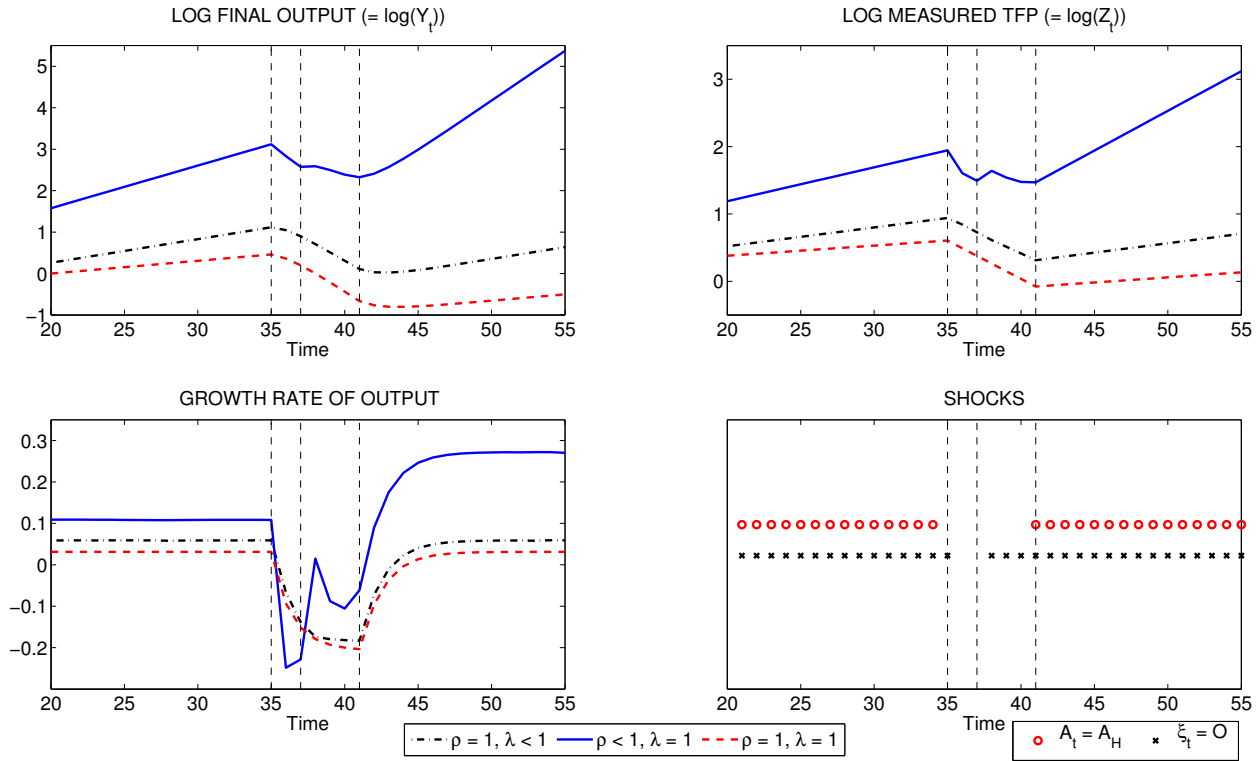 LOG FINAL OUTPUT (= log(Y_t))
5
4
3
2
1
0
−1
20 25 30 35 40 45 50 55
Time
LOG MEASURED TFP (= log(Z_t))
3
2
1
0
20 25 30 35 40 45 50 55
Time
GROWTH RATE OF OUTPUT
0.3
0.2
0.1
0
−0.1
−0.2
20 25 30 35 40 45 50 55
Time
SHOCKS
20 25 30 35 40 45 50 55
Time
ρ = 1, λ < 1 ρ < 1, λ = 1 ρ = 1, λ = 1
A_t = A_H ξ_t = O